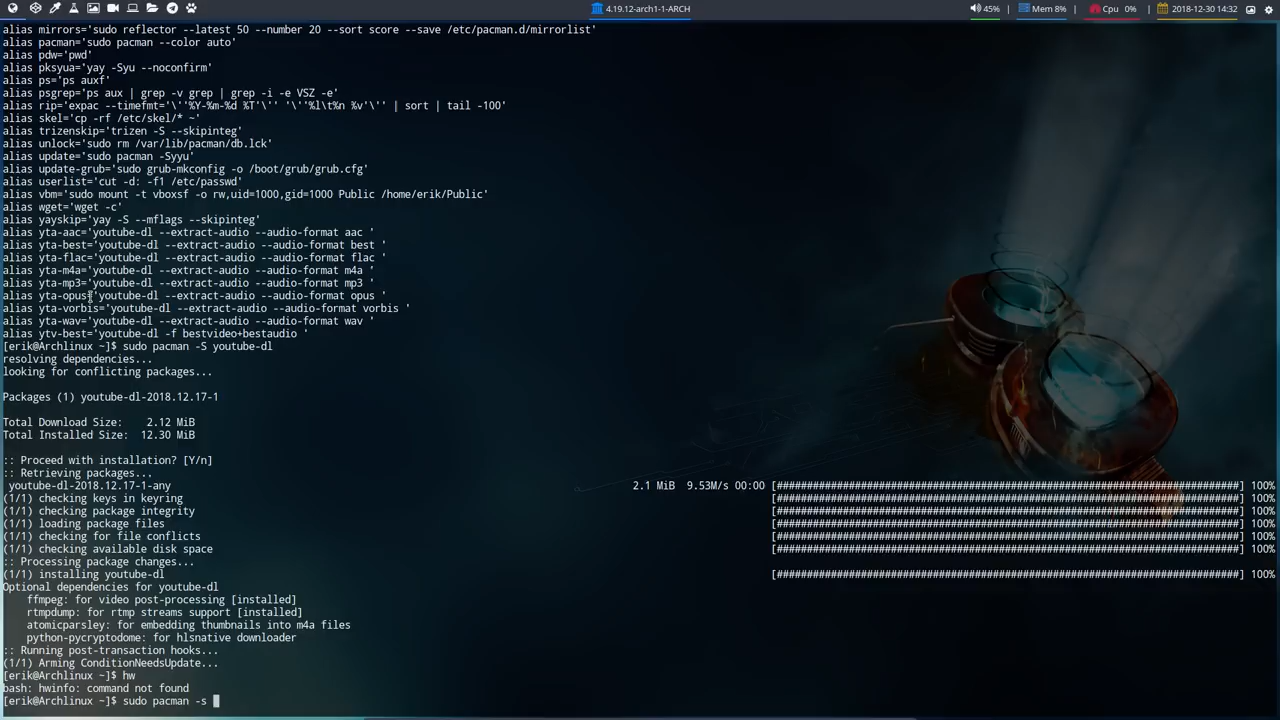 4.19.12-arch1-1-ARCH
45%
Mem 8%
Cpu 0%
2018-12-30 14:32
alias mirrors='sudo reflector --latest 50 --number 20 --sort score --save /etc/pacman.d/mirrorlist'
alias pacman='sudo pacman --color auto'
alias pdw='pwd'
alias pksyua='yay -Syu --noconfirm'
alias ps='ps auxf'
alias psgrep='ps aux | grep -v grep | grep -i -e VSZ -e'
alias rip='expac --timefmt='\''%Y-%m-%d %T'\'' '\''%l\t%n %v'\'' | sort | tail -100'
alias skel='cp -rf /etc/skel/* ~'
alias trizenskip='trizen -S --skipinteg'
alias unlock='sudo rm /var/lib/pacman/db.lck'
alias update='sudo pacman -Syyu'
alias update-grub='sudo grub-mkconfig -o /boot/grub/grub.cfg'
alias userlist='cut -d: -f1 /etc/passwd'
alias vbm='sudo mount -t vboxsf -o rw,uid=1000,gid=1000 Public /home/erik/Public'
alias wget='wget -c'
alias yayskip='yay -S --mflags --skipinteg'
alias yta-aac='youtube-dl --extract-audio --audio-format aac '
alias yta-best='youtube-dl --extract-audio --audio-format best '
alias yta-flac='youtube-dl --extract-audio --audio-format flac '
alias yta-m4a='youtube-dl --extract-audio --audio-format m4a '
alias yta-mp3='youtube-dl --extract-audio --audio-format mp3 '
alias yta-opus='youtube-dl --extract-audio --audio-format opus '
alias yta-vorbis='youtube-dl --extract-audio --audio-format vorbis '
alias yta-wav='youtube-dl --extract-audio --audio-format wav '
alias ytv-best='youtube-dl -f bestvideo+bestaudio '
[erik@Archlinux ~]$ sudo pacman -S youtube-dl
resolving dependencies...
looking for conflicting packages...
Packages (1) youtube-dl-2018.12.17-1
Total Download Size: 2.12 MiB
Total Installed Size: 12.30 MiB
:: Proceed with installation? [Y/n]
:: Retrieving packages...
youtube-dl-2018.12.17-1-any 2.1 MiB 9.53M/s 00:00 [##############################################################################] 100%
(1/1) checking keys in keyring [##############################################################################] 100%
(1/1) checking package integrity [##############################################################################] 100%
(1/1) loading package files [##############################################################################] 100%
(1/1) checking for file conflicts [##############################################################################] 100%
(1/1) checking available disk space [##############################################################################] 100%
:: Processing package changes...
(1/1) installing youtube-dl [##############################################################################] 100%
Optional dependencies for youtube-dl
ffmpeg: for video post-processing [installed]
rtmpdump: for rtmp streams support [installed]
atomicparsley: for embedding thumbnails into m4a files
python-pycryptodome: for hlsnative downloader
:: Running post-transaction hooks...
(1/1) Arming ConditionNeedsUpdate...
[erik@Archlinux ~]$ hw
bash: hwinfo: command not found
[erik@Archlinux ~]$ sudo pacman -s